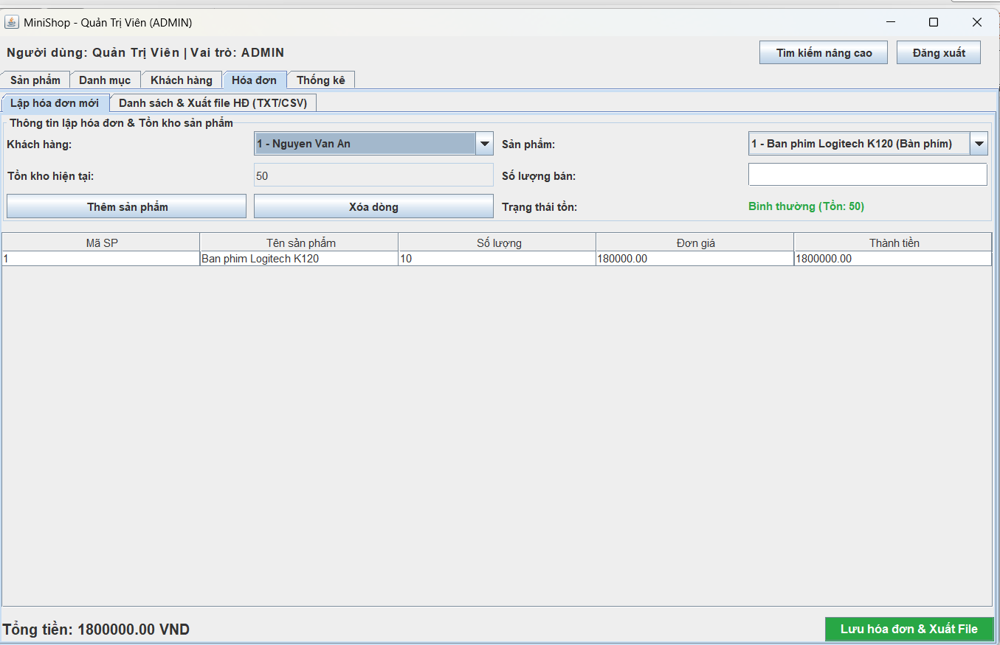 MiniShop - Quản Trị Viên (ADMIN)
Người dùng: Quản Trị Viên | Vai trò: ADMIN
Tìm kiếm nâng cao
Đăng xuất
Sản phẩm
Danh mục
Khách hàng
Hóa đơn
Thống kê
Lập hóa đơn mới
Danh sách & Xuất file HĐ (TXT/CSV)
Thông tin lập hóa đơn & Tồn kho sản phẩm
Khách hàng:
1 - Nguyen Van An
Sản phẩm:
1 - Ban phim Logitech K120 (Bàn phím)
Tồn kho hiện tại:
50
Số lượng bán:
Thêm sản phẩm
Xóa dòng
Trạng thái tồn:
Bình thường (Tồn: 50)
Mã SP
Tên sản phẩm
Số lượng
Đơn giá
Thành tiền
1
Ban phim Logitech K120
10
180000.00
1800000.00
Tổng tiền: 1800000.00 VND
Lưu hóa đơn & Xuất File